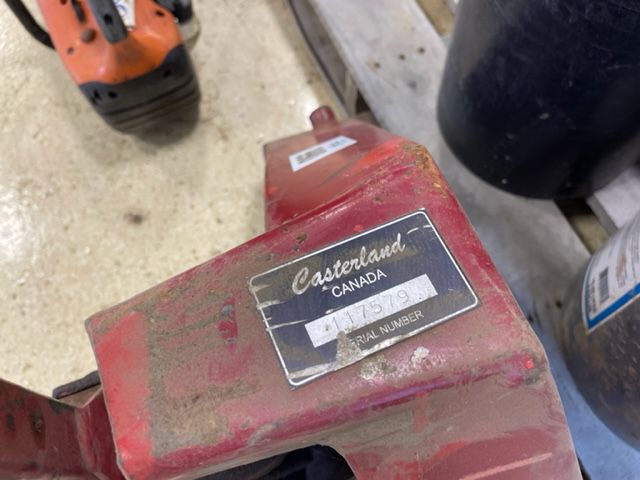 Casterland
CANADA
117579
SERIAL NUMBER